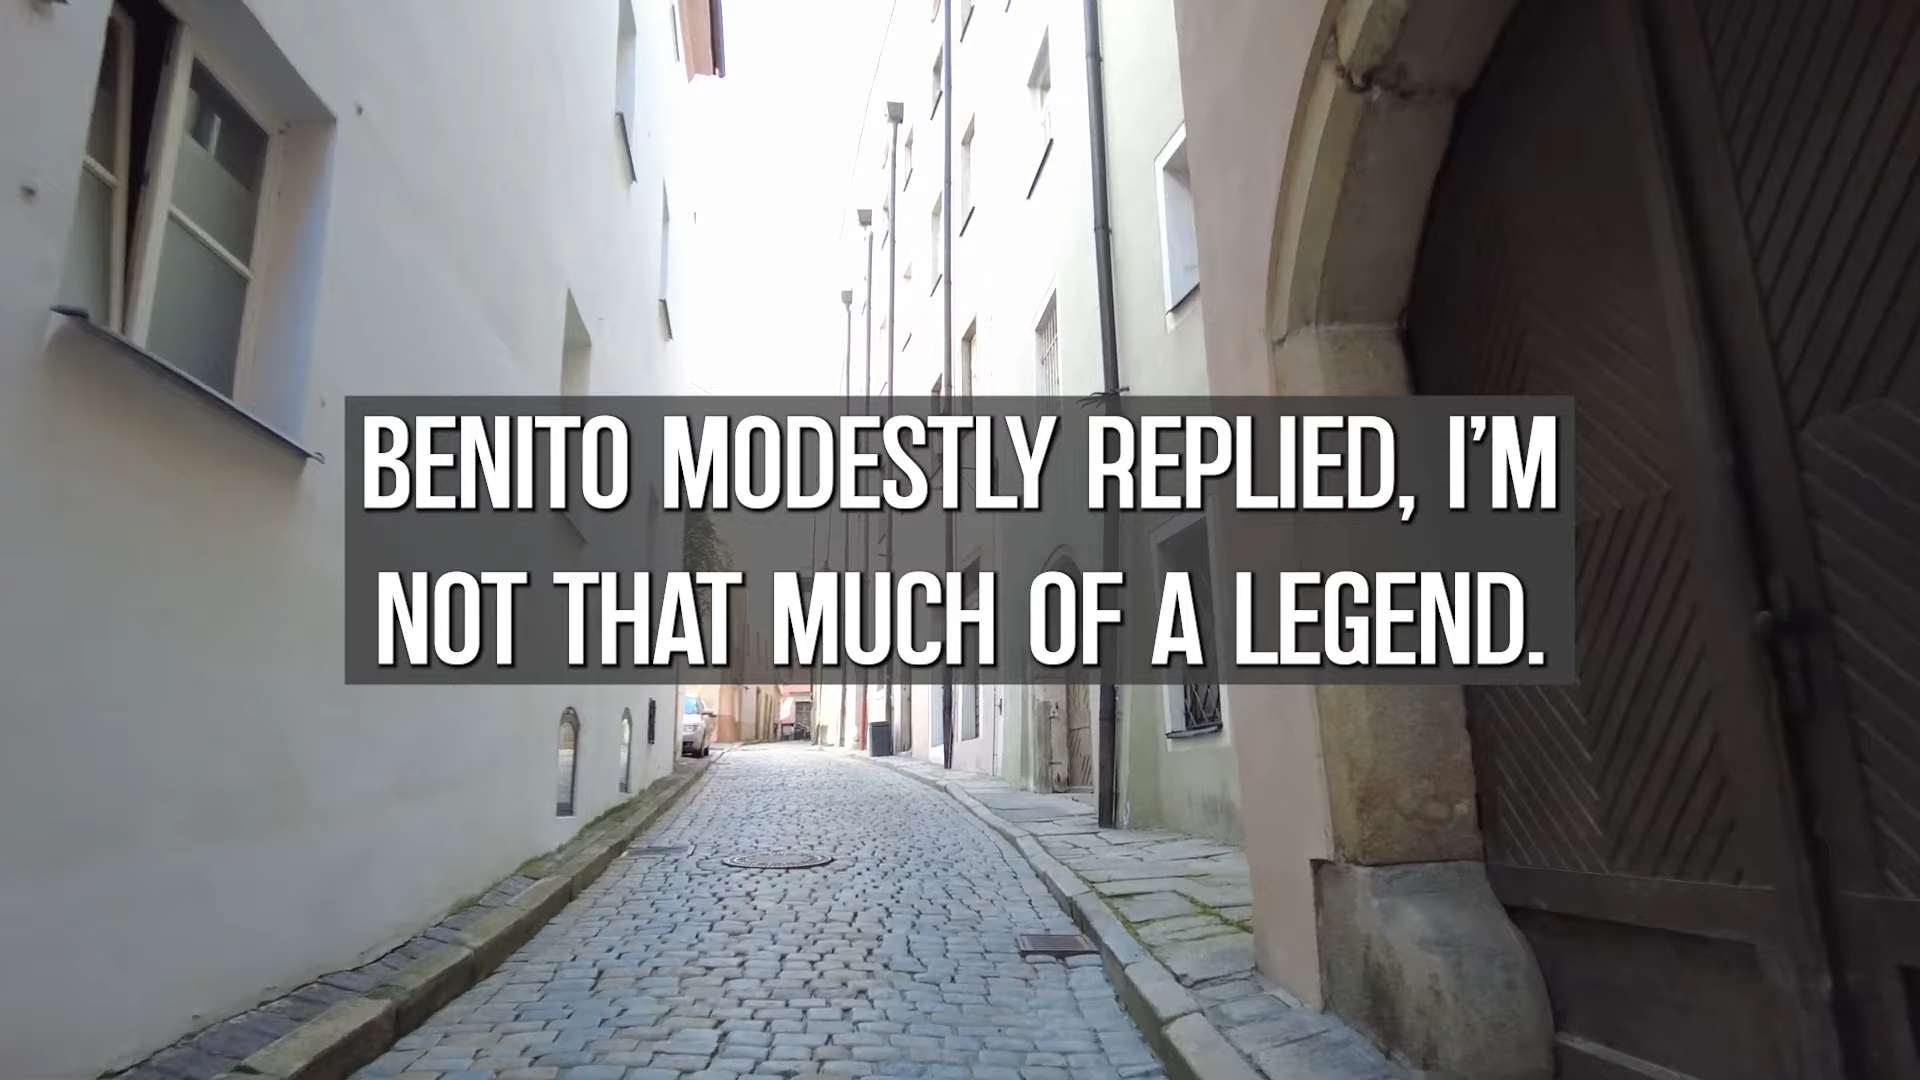 BENITO MODESTLY REPLIED, I'M
NOT THAT MUCH OF A LEGEND.